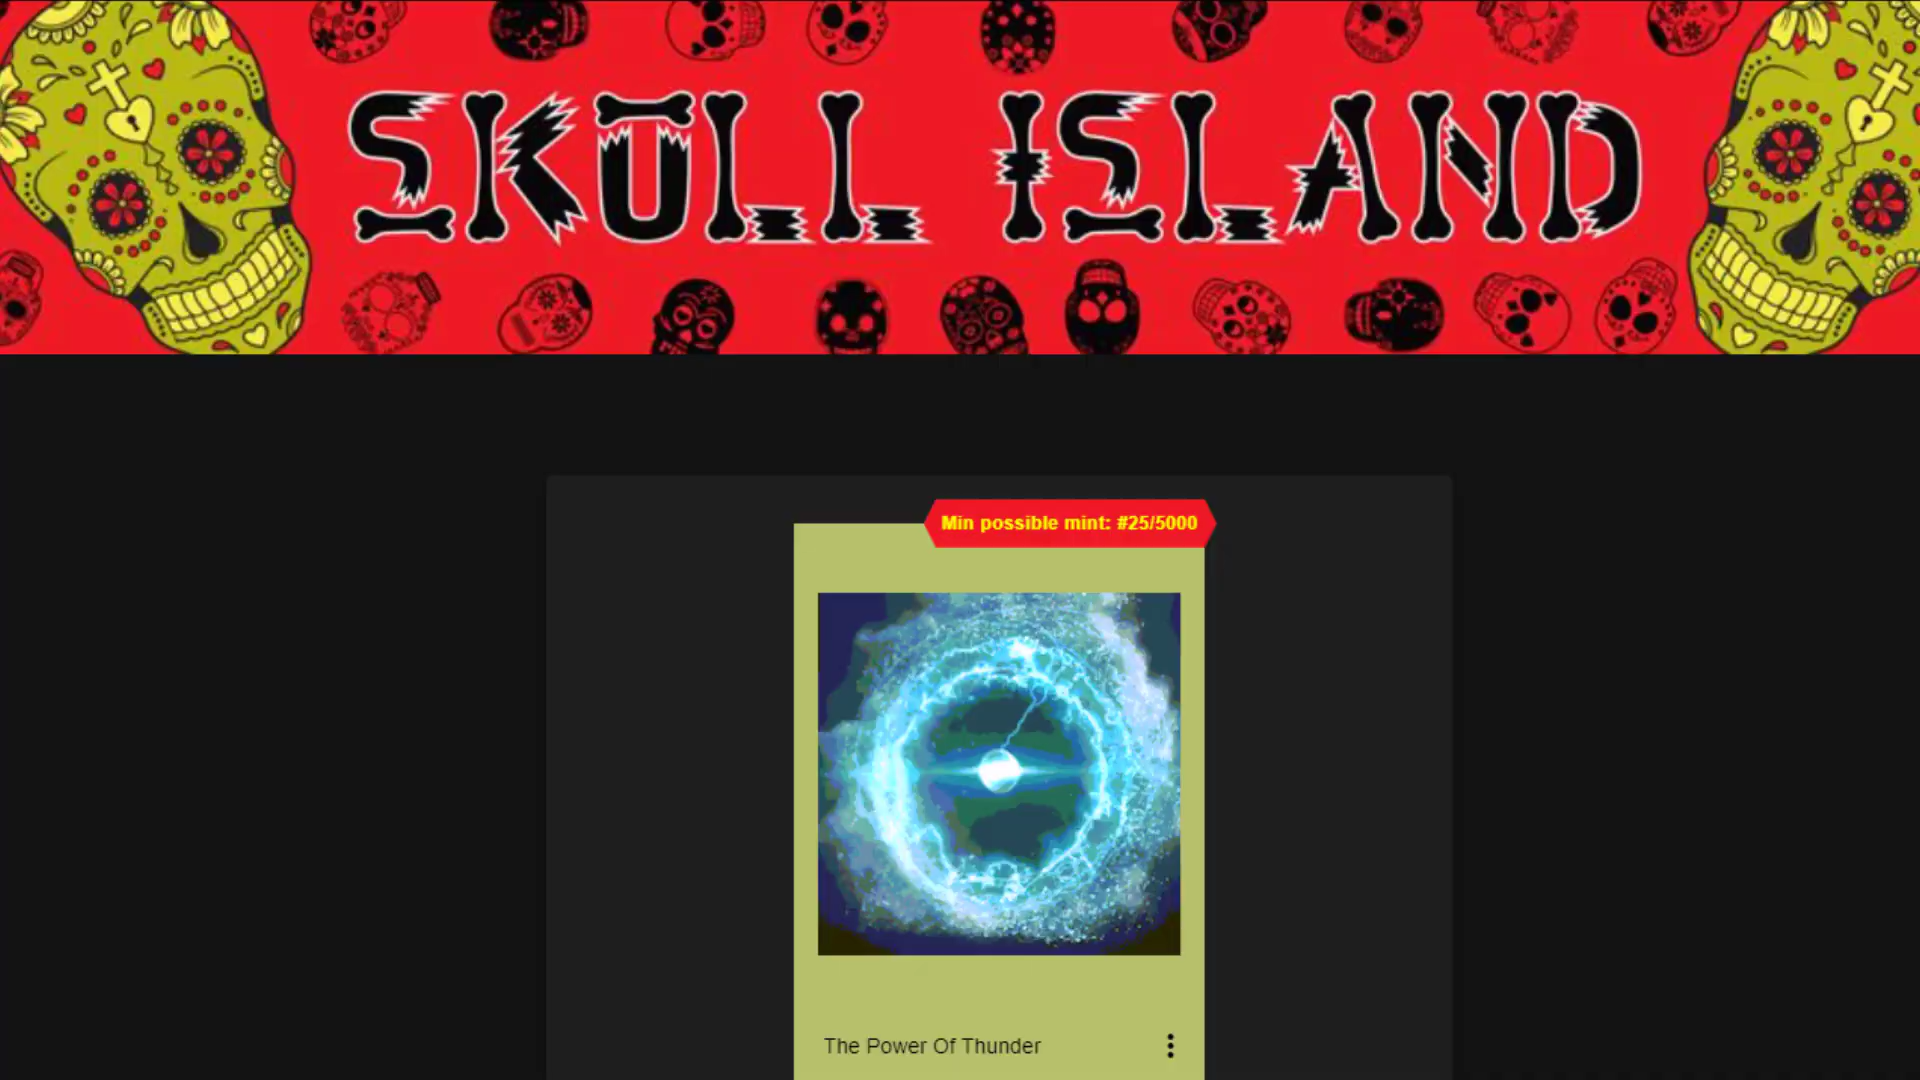 SKULL ISLAND
Min possible mint: #25/5000
The Power Of Thunder